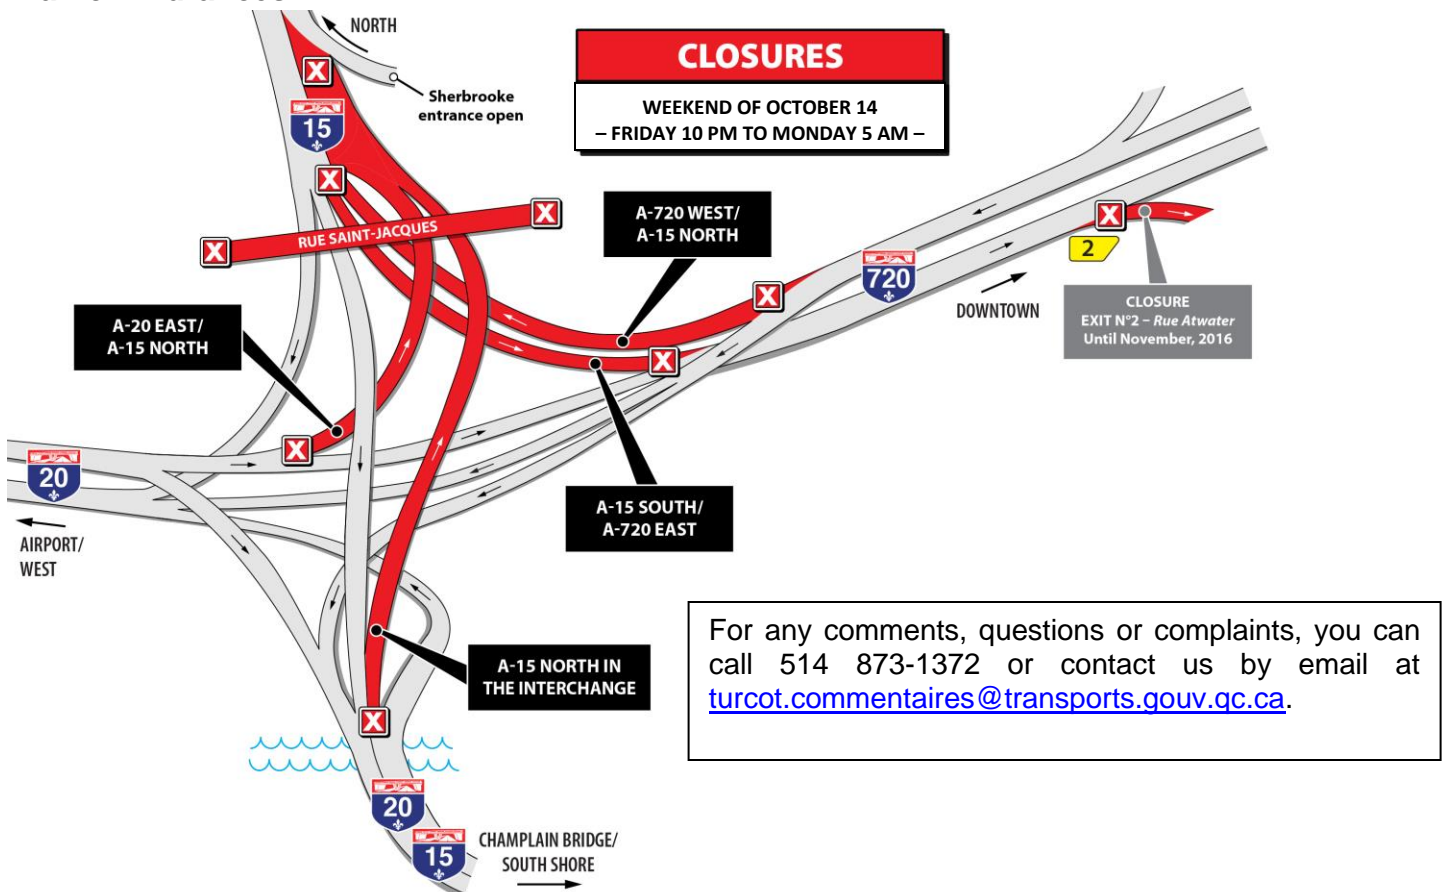 NORTH
CLOSURES
WEEKEND OF OCTOBER 14
– FRIDAY 10 PM TO MONDAY 5 AM –
Sherbrooke
entrance open
15
RUE SAINT-JACQUES
A-720 WEST/
A-15 NORTH
2
720
DOWNTOWN
CLOSURE
EXIT N°2 – Rue Atwater
Until November, 2016
A-20 EAST/
A-15 NORTH
20
A-15 SOUTH/
A-720 EAST
AIRPORT/
WEST
A-15 NORTH IN
THE INTERCHANGE
For any comments, questions or complaints, you can
call 514 873-1372 or contact us by email at
turcot.commentaires@transports.gouv.qc.ca.
20
15
CHAMPLAIN BRIDGE/
SOUTH SHORE